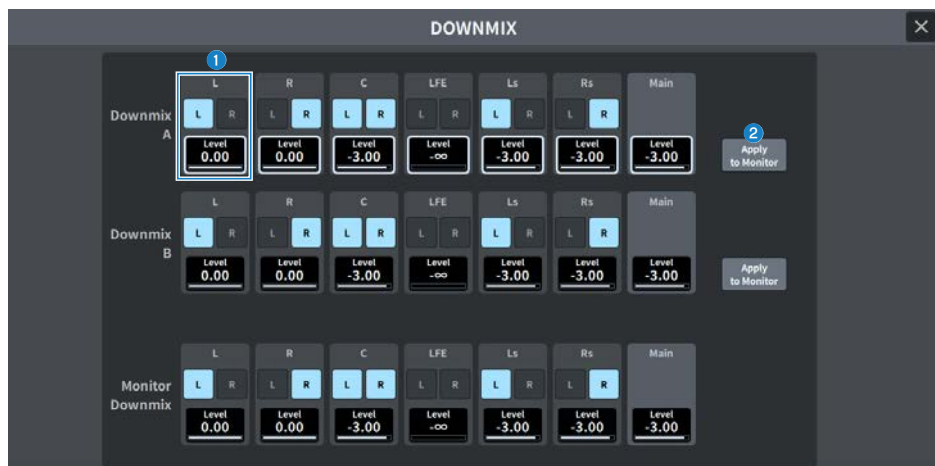 DOWNMIX
1
L R C LFE Ls Rs Main
Downmix
A
L R L R L R L R L R L R
2
Level Level Level Level Level Level Level
0.00 0.00 -3.00 -∞ -3.00 -3.00 -3.00
Apply
to Monitor
L R C LFE Ls Rs Main
Downmix
B
L R L R L R L R L R L R
Level Level Level Level Level Level Level
0.00 0.00 -3.00 -∞ -3.00 -3.00 -3.00
Apply
to Monitor
L R C LFE Ls Rs Main
Monitor
Downmix
L R L R L R L R L R L R
Level Level Level Level Level Level Level
0.00 0.00 -3.00 -∞ -3.00 -3.00 -3.00